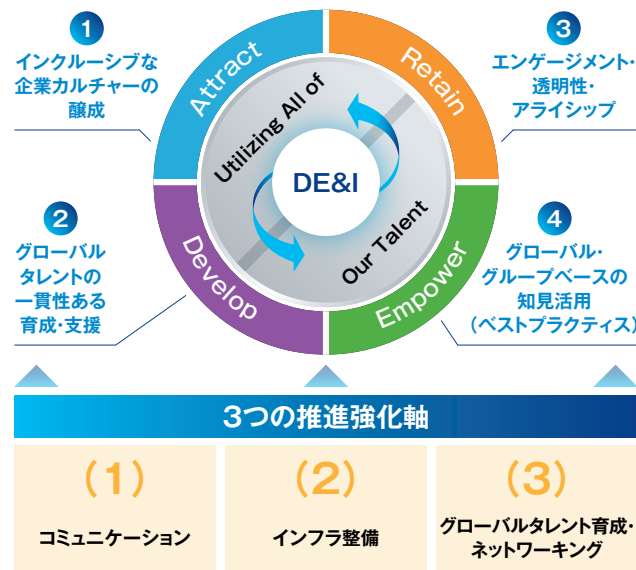 1
インクルーシブな
企業カルチャーの
醸成
3
エンゲージメント・
透明性・
アライシップ
Attract
Retain
Utilizing All of
DE&I
Our Talent
Develop
Empower
2
グローバル
タレントの
一貫性ある
育成・支援
4
グローバル・
グループベースの
知見活用
(ベストプラクティス)
3つの推進強化軸
(1)
コミュニケーション
(2)
インフラ整備
(3)
グローバルタレント育成・
ネットワーキング